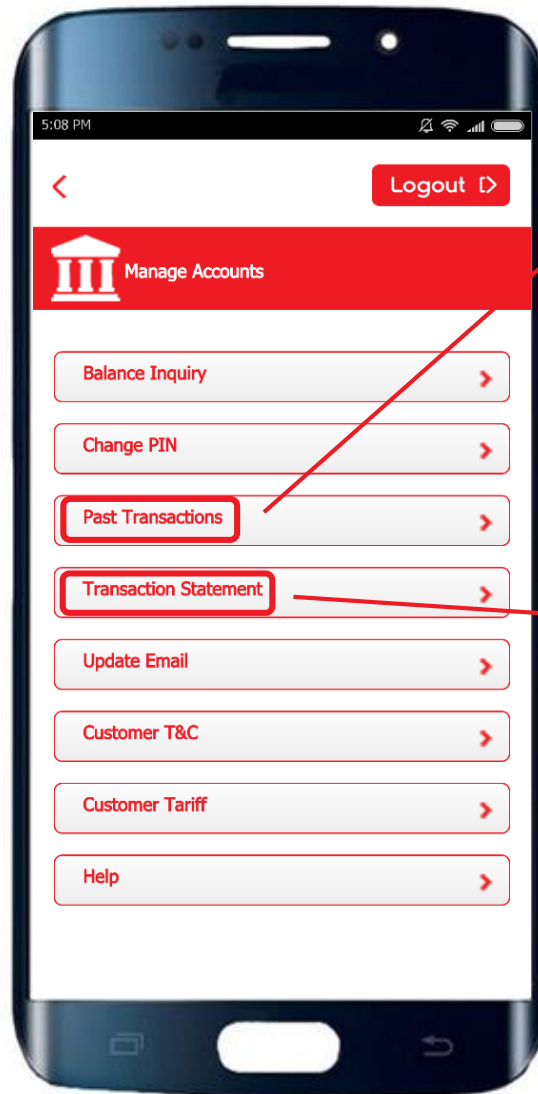 5:08 PM
Logout
Manage Accounts
Balance Inquiry
Change PIN
Past Transactions
Transaction Statement
Update Email
Customer T&C
Customer Tariff
Help